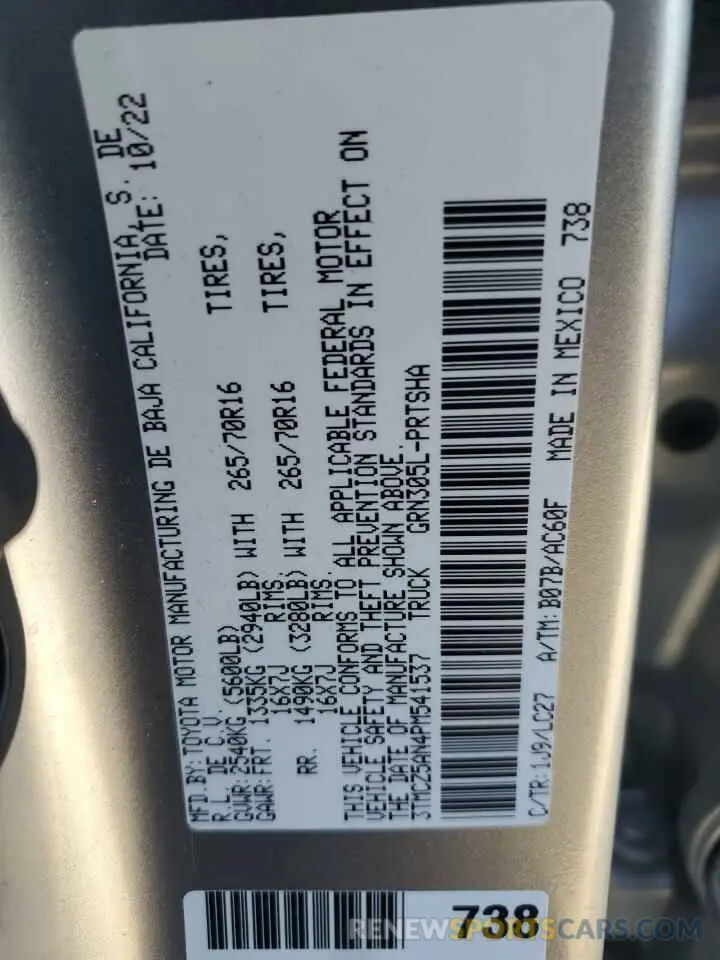 MFD.BY:TOYOTA MOTOR MANUFACTURING DE BAJA CALIFORNIA, S. DE
R.L. DE C.V. DATE: 10/22
GVWR:2540KG (5600LB)
GAWR:FRT. 1335KG (2940LB) WITH 265/70R16 TIRES,
16X7J RIMS.
RR. 1490KG (3280LB) WITH 265/70R16 TIRES,
16X7J RIMS.
THIS VEHICLE CONFORMS TO ALL APPLICABLE FEDERAL MOTOR
VEHICLE SAFETY AND THEFT PREVENTION STANDARDS IN EFFECT ON
THE DATE OF MANUFACTURE SHOWN ABOVE.
3TMCZ5AN4PM541537 TRUCK GRN305L-PRTSHA
C/TR:1J9/LC27 A/TM:B07B/AC60F MADE IN MEXICO 738
738
RENEWSPORTSCARS.COM